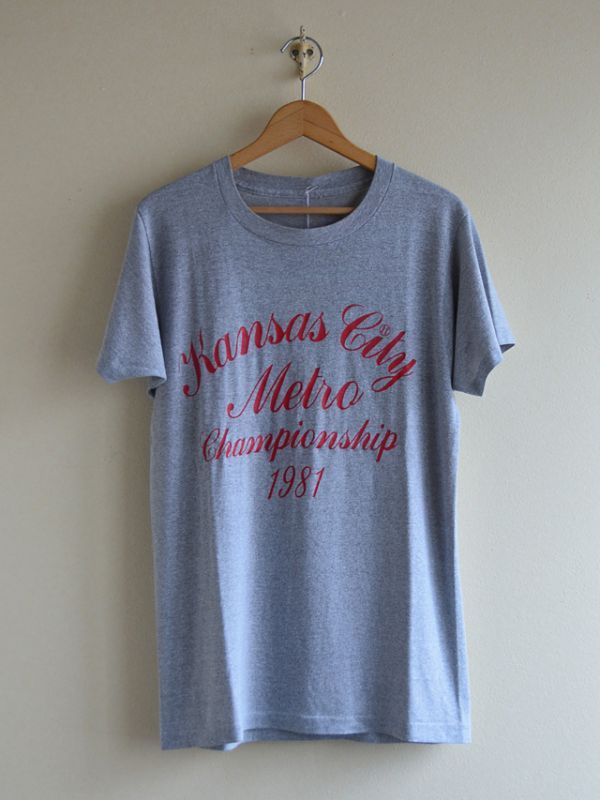 Kansas City
Metro
Championship
1981